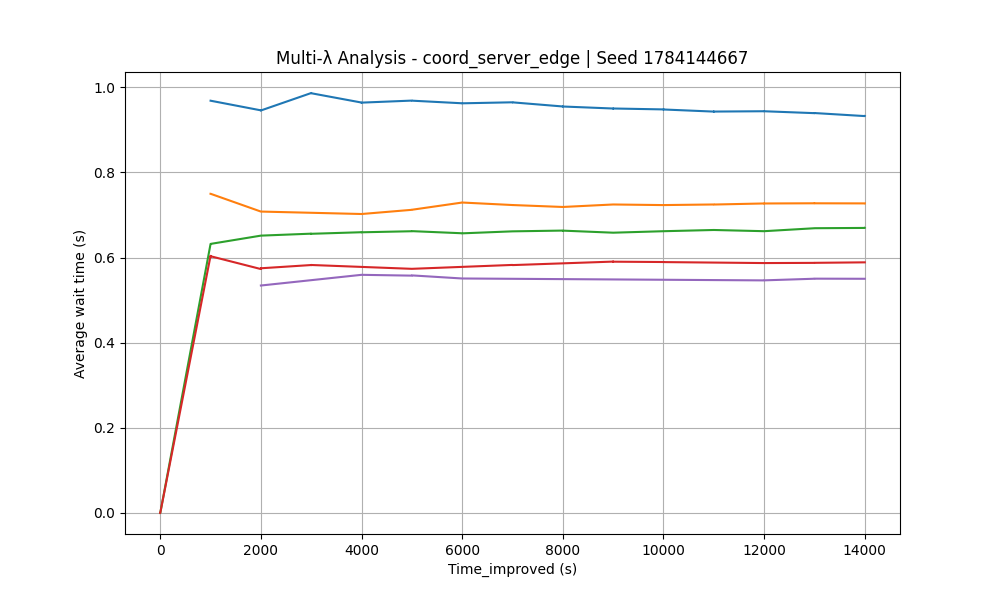 Multi-λ Analysis - coord_server_edge | Seed 1784144667
Average wait time (s)
1.0
0.8
0.6
0.4
0.2
0.0
0 2000 4000 6000 8000 10000 12000 14000
Time_improved (s)